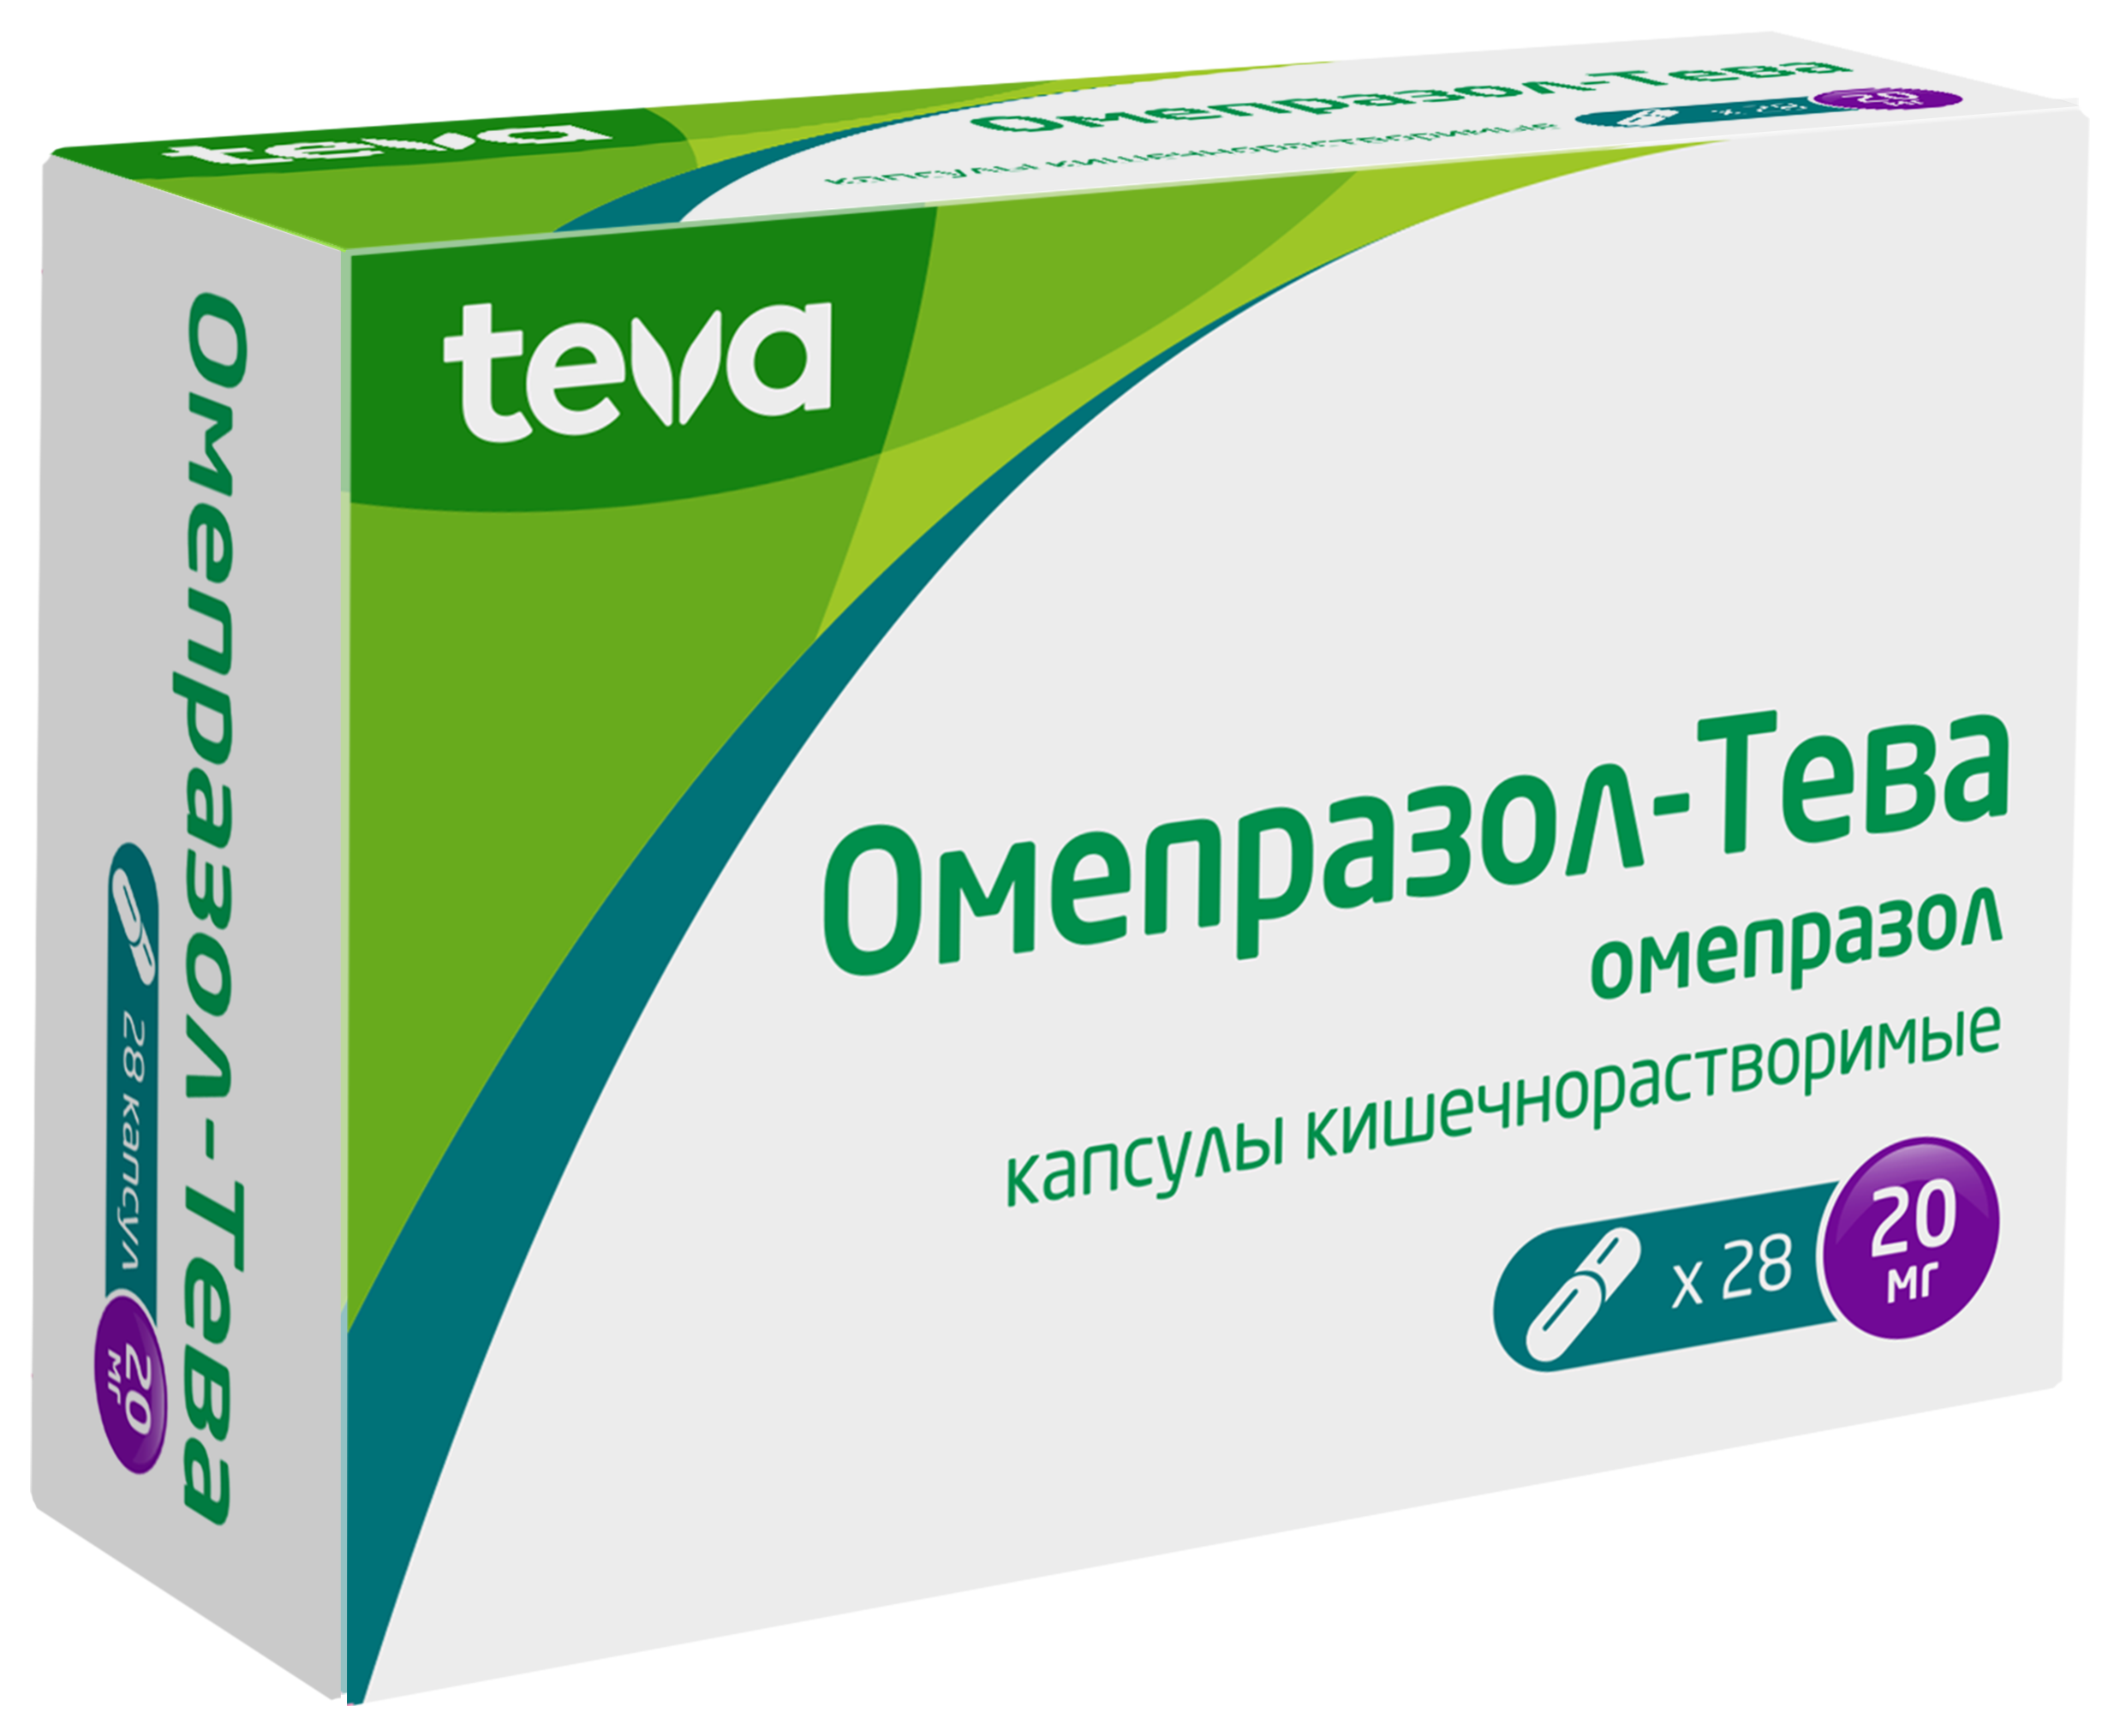 teva
Омепразол-Тева
капсулы кишечнорастворимые
x 28
20
мг
teva
Омепразол-Тева
омепразол
капсулы кишечнорастворимые
x 28
20
мг
Омепразол-Тева
28 капсул
20
мг